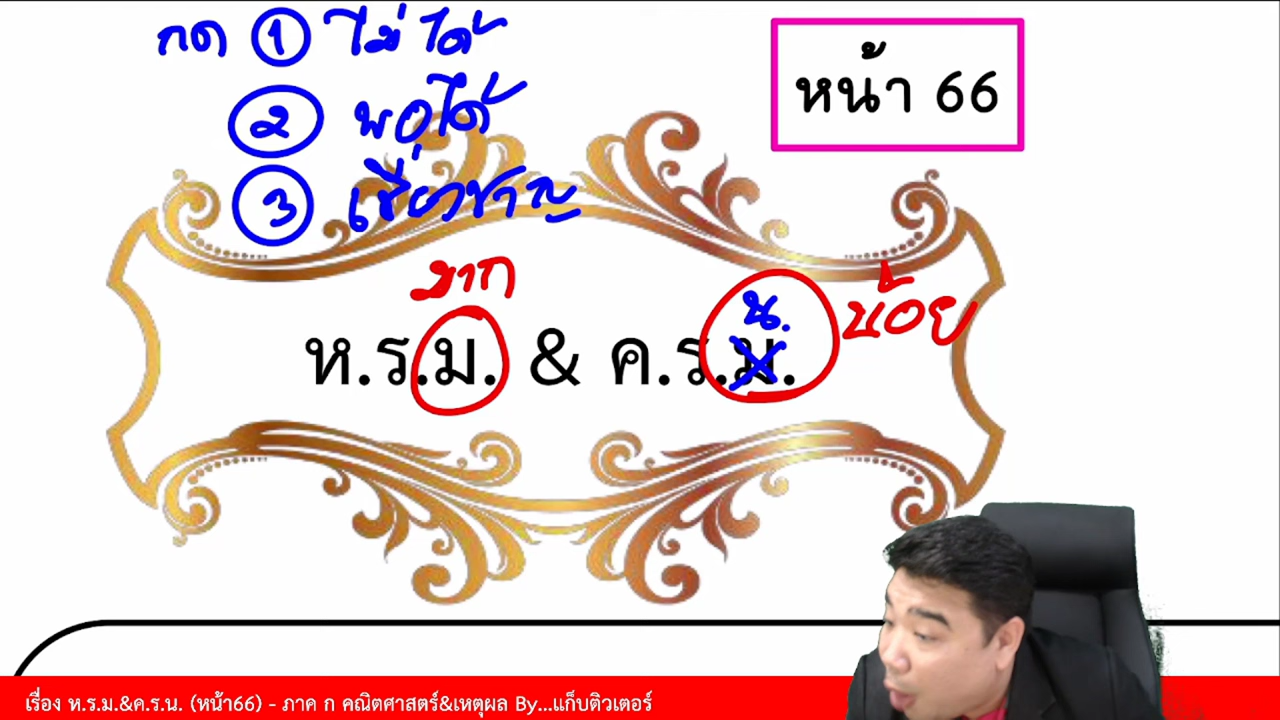 กด ① ไม่ได้
หน้า 66
② พอได้
③ เชี่ยวชาญ
มาก
น.
น้อย
ห.ร.ม. & ค.ร.ม.
เรื่อง ห.ร.ม.&ค.ร.น. (หน้า66) - ภาค ก คณิตศาสตร์&เหตุผล By...แก็บติวเตอร์